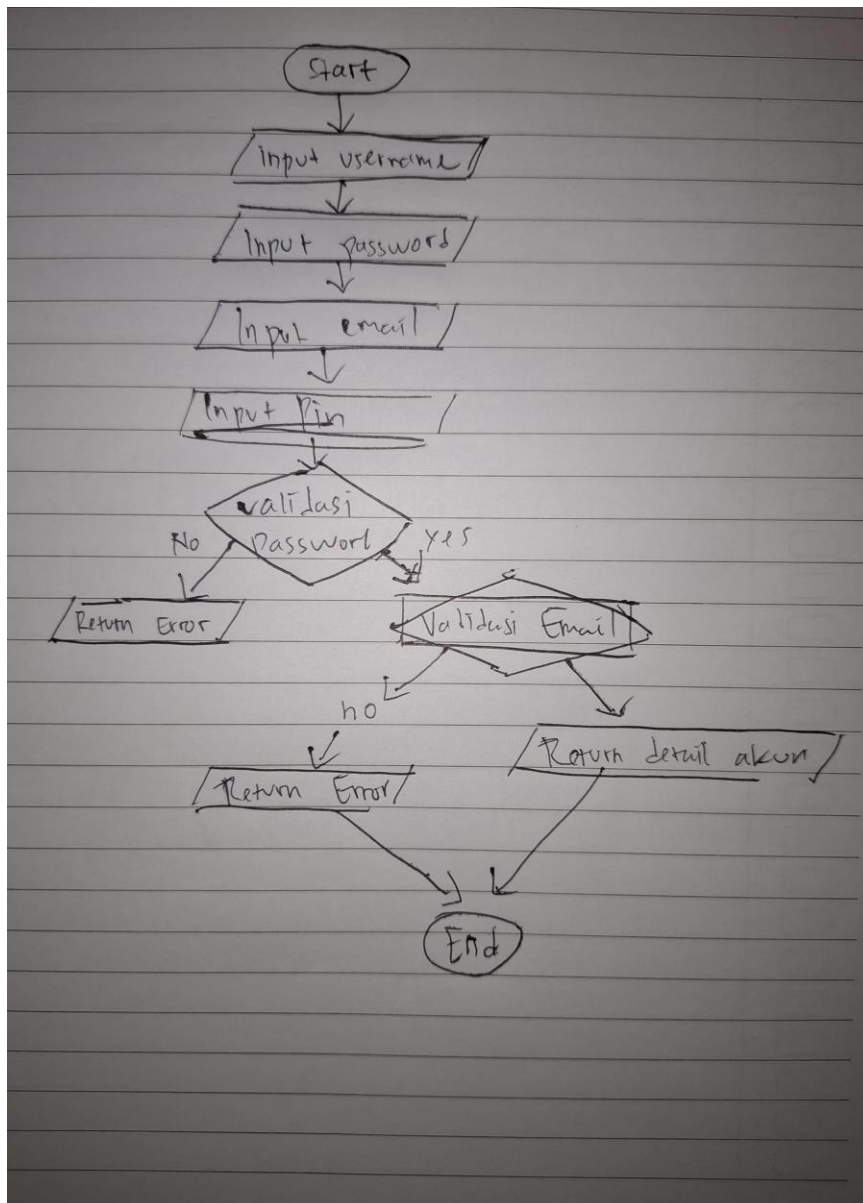 Start
Input username
Input password
Input email
Input Pin
validasi
password
No
yes
Return Error
Validasi Email
no
Return detail akun
Return Error
End